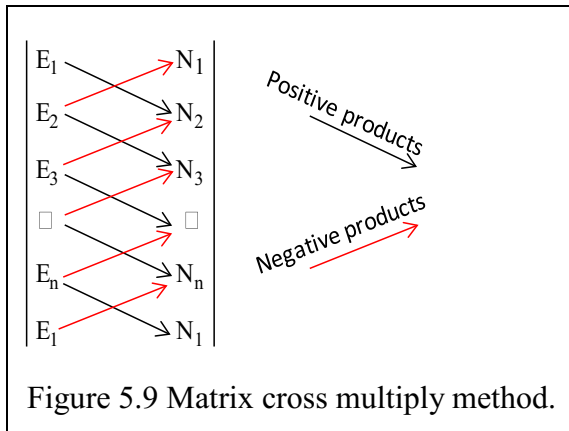 E₁ N₁
E₂ N₂
E₃ N₃
Eₙ Nₙ
E₁ N₁
Positive products
Negative products
Figure 5.9 Matrix cross multiply method.